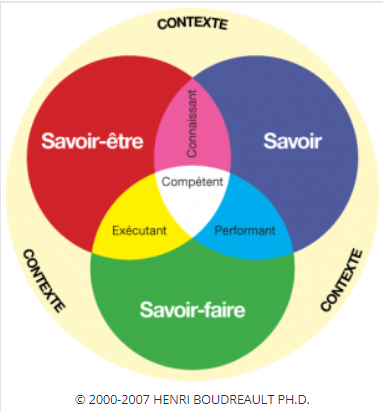 CONTEXTE
Connaissant
Savoir-être
Savoir
Compétent
Exécutant
Performant
CONTEXTE
CONTEXTE
Savoir-faire
© 2000-2007 HENRI BOUDREAULT PH.D.